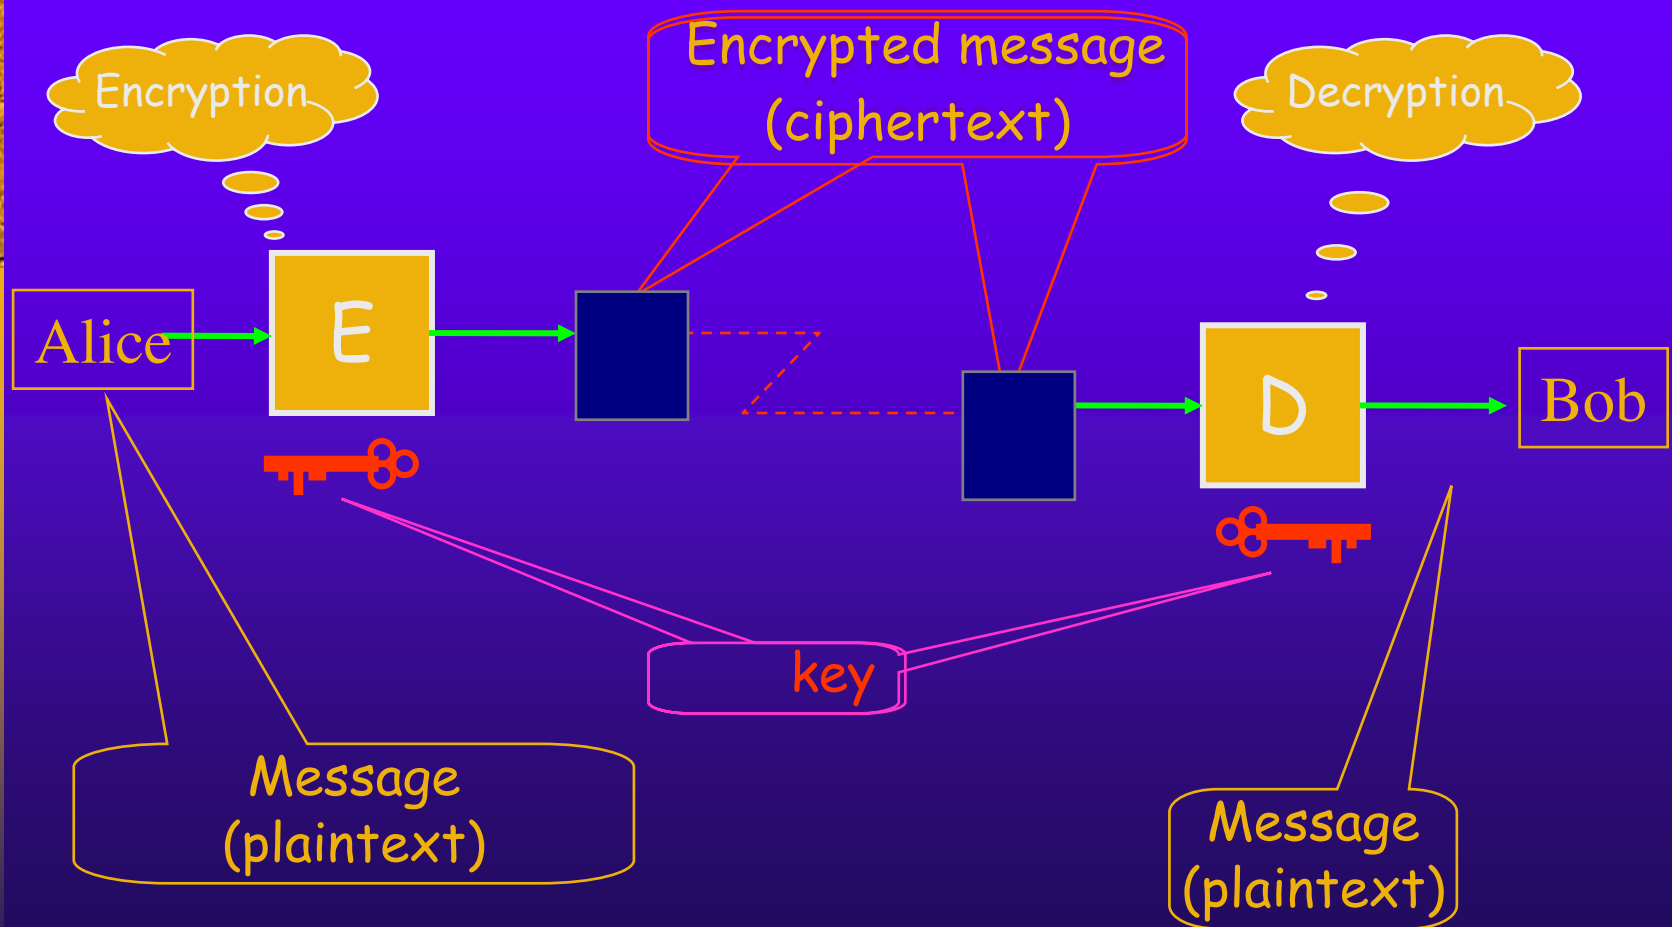 Encryption
Encrypted message
(ciphertext)
Decryption
Alice
E
D
Bob
key
Message
(plaintext)
Message
(plaintext)